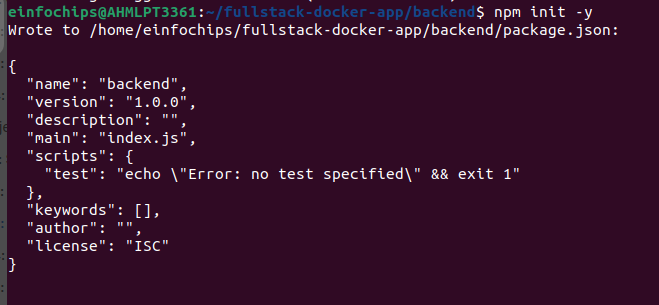 einfochips@AHMLPT3361:~/fullstack-docker-app/backend$ npm init -y
Wrote to /home/einfochips/fullstack-docker-app/backend/package.json:
{
  "name": "backend",
  "version": "1.0.0",
  "description": "",
  "main": "index.js",
  "scripts": {
    "test": "echo \"Error: no test specified\" && exit 1"
  },
  "keywords": [],
  "author": "",
  "license": "ISC"
}